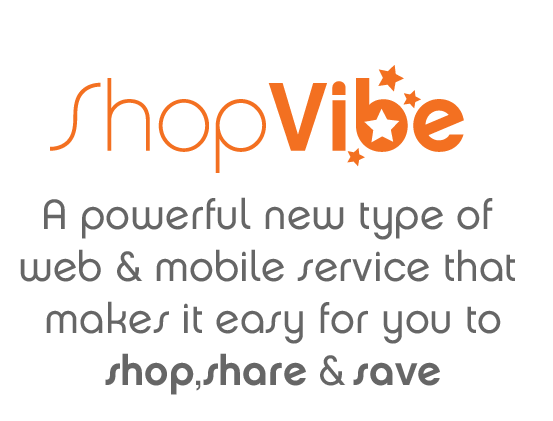 ShopVibe
A powerful new type of
web & mobile service that
makes it easy for you to
shop,share & save